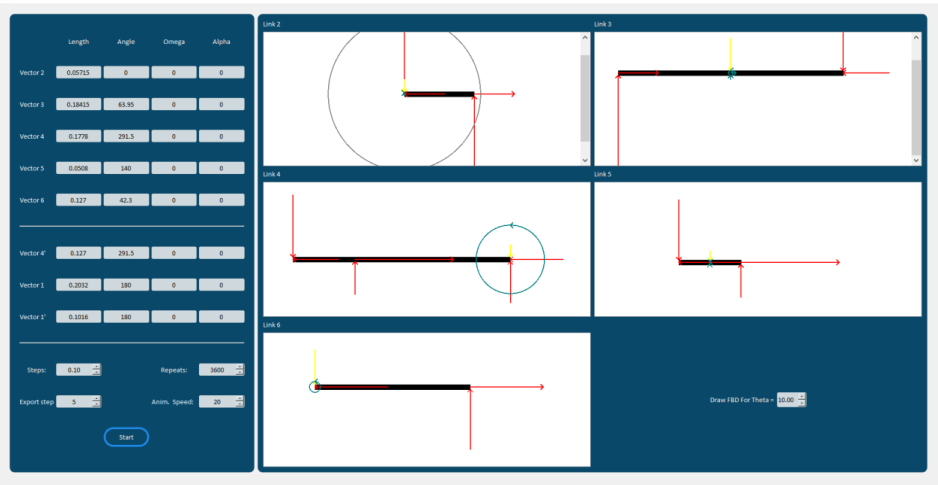 Length Angle Omega Alpha
Vector 2 0.05715 0 0 0
Vector 3 0.18415 63.95 0 0
Vector 4 0.1778 291.5 0 0
Vector 5 0.0508 140 0 0
Vector 6 0.127 42.3 0 0
Vector 4' 0.127 291.5 0 0
Vector 1 0.2032 180 0 0
Vector 1' 0.1016 180 0 0
Steps: 0.10 Repeats: 3600
Export step 5 Anim. Speed: 20
Start
Link 2
Link 3
Link 4
Link 5
Link 6
Draw FBD For Theta = 10.00